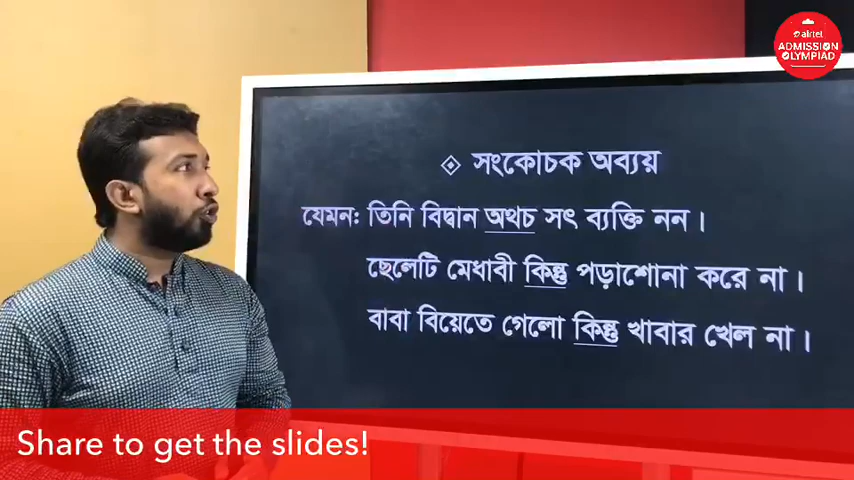 airtel
ADMISSION
OLYMPIAD
◈ সংকোচক অব্যয়
যেমন: তিনি বিদ্বান অথচ সৎ ব্যক্তি নন।
ছেলেটি মেধাবী কিন্তু পড়াশোনা করে না।
বাবা বিয়েতে গেলো কিন্তু খাবার খেল না।
Share to get the slides!